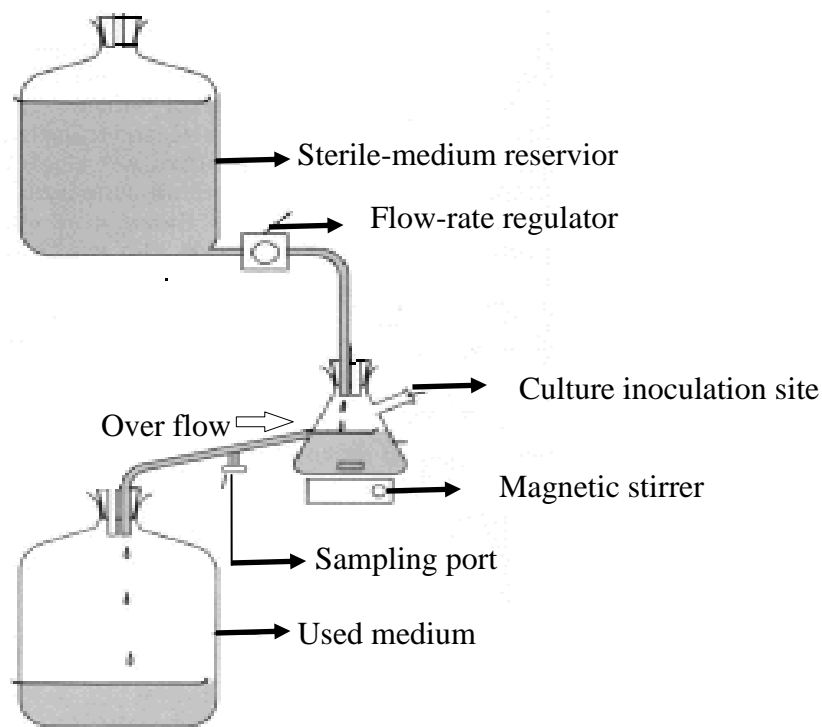 Sterile-medium reservior
Flow-rate regulator
Culture inoculation site
Over flow
Magnetic stirrer
Sampling port
Used medium